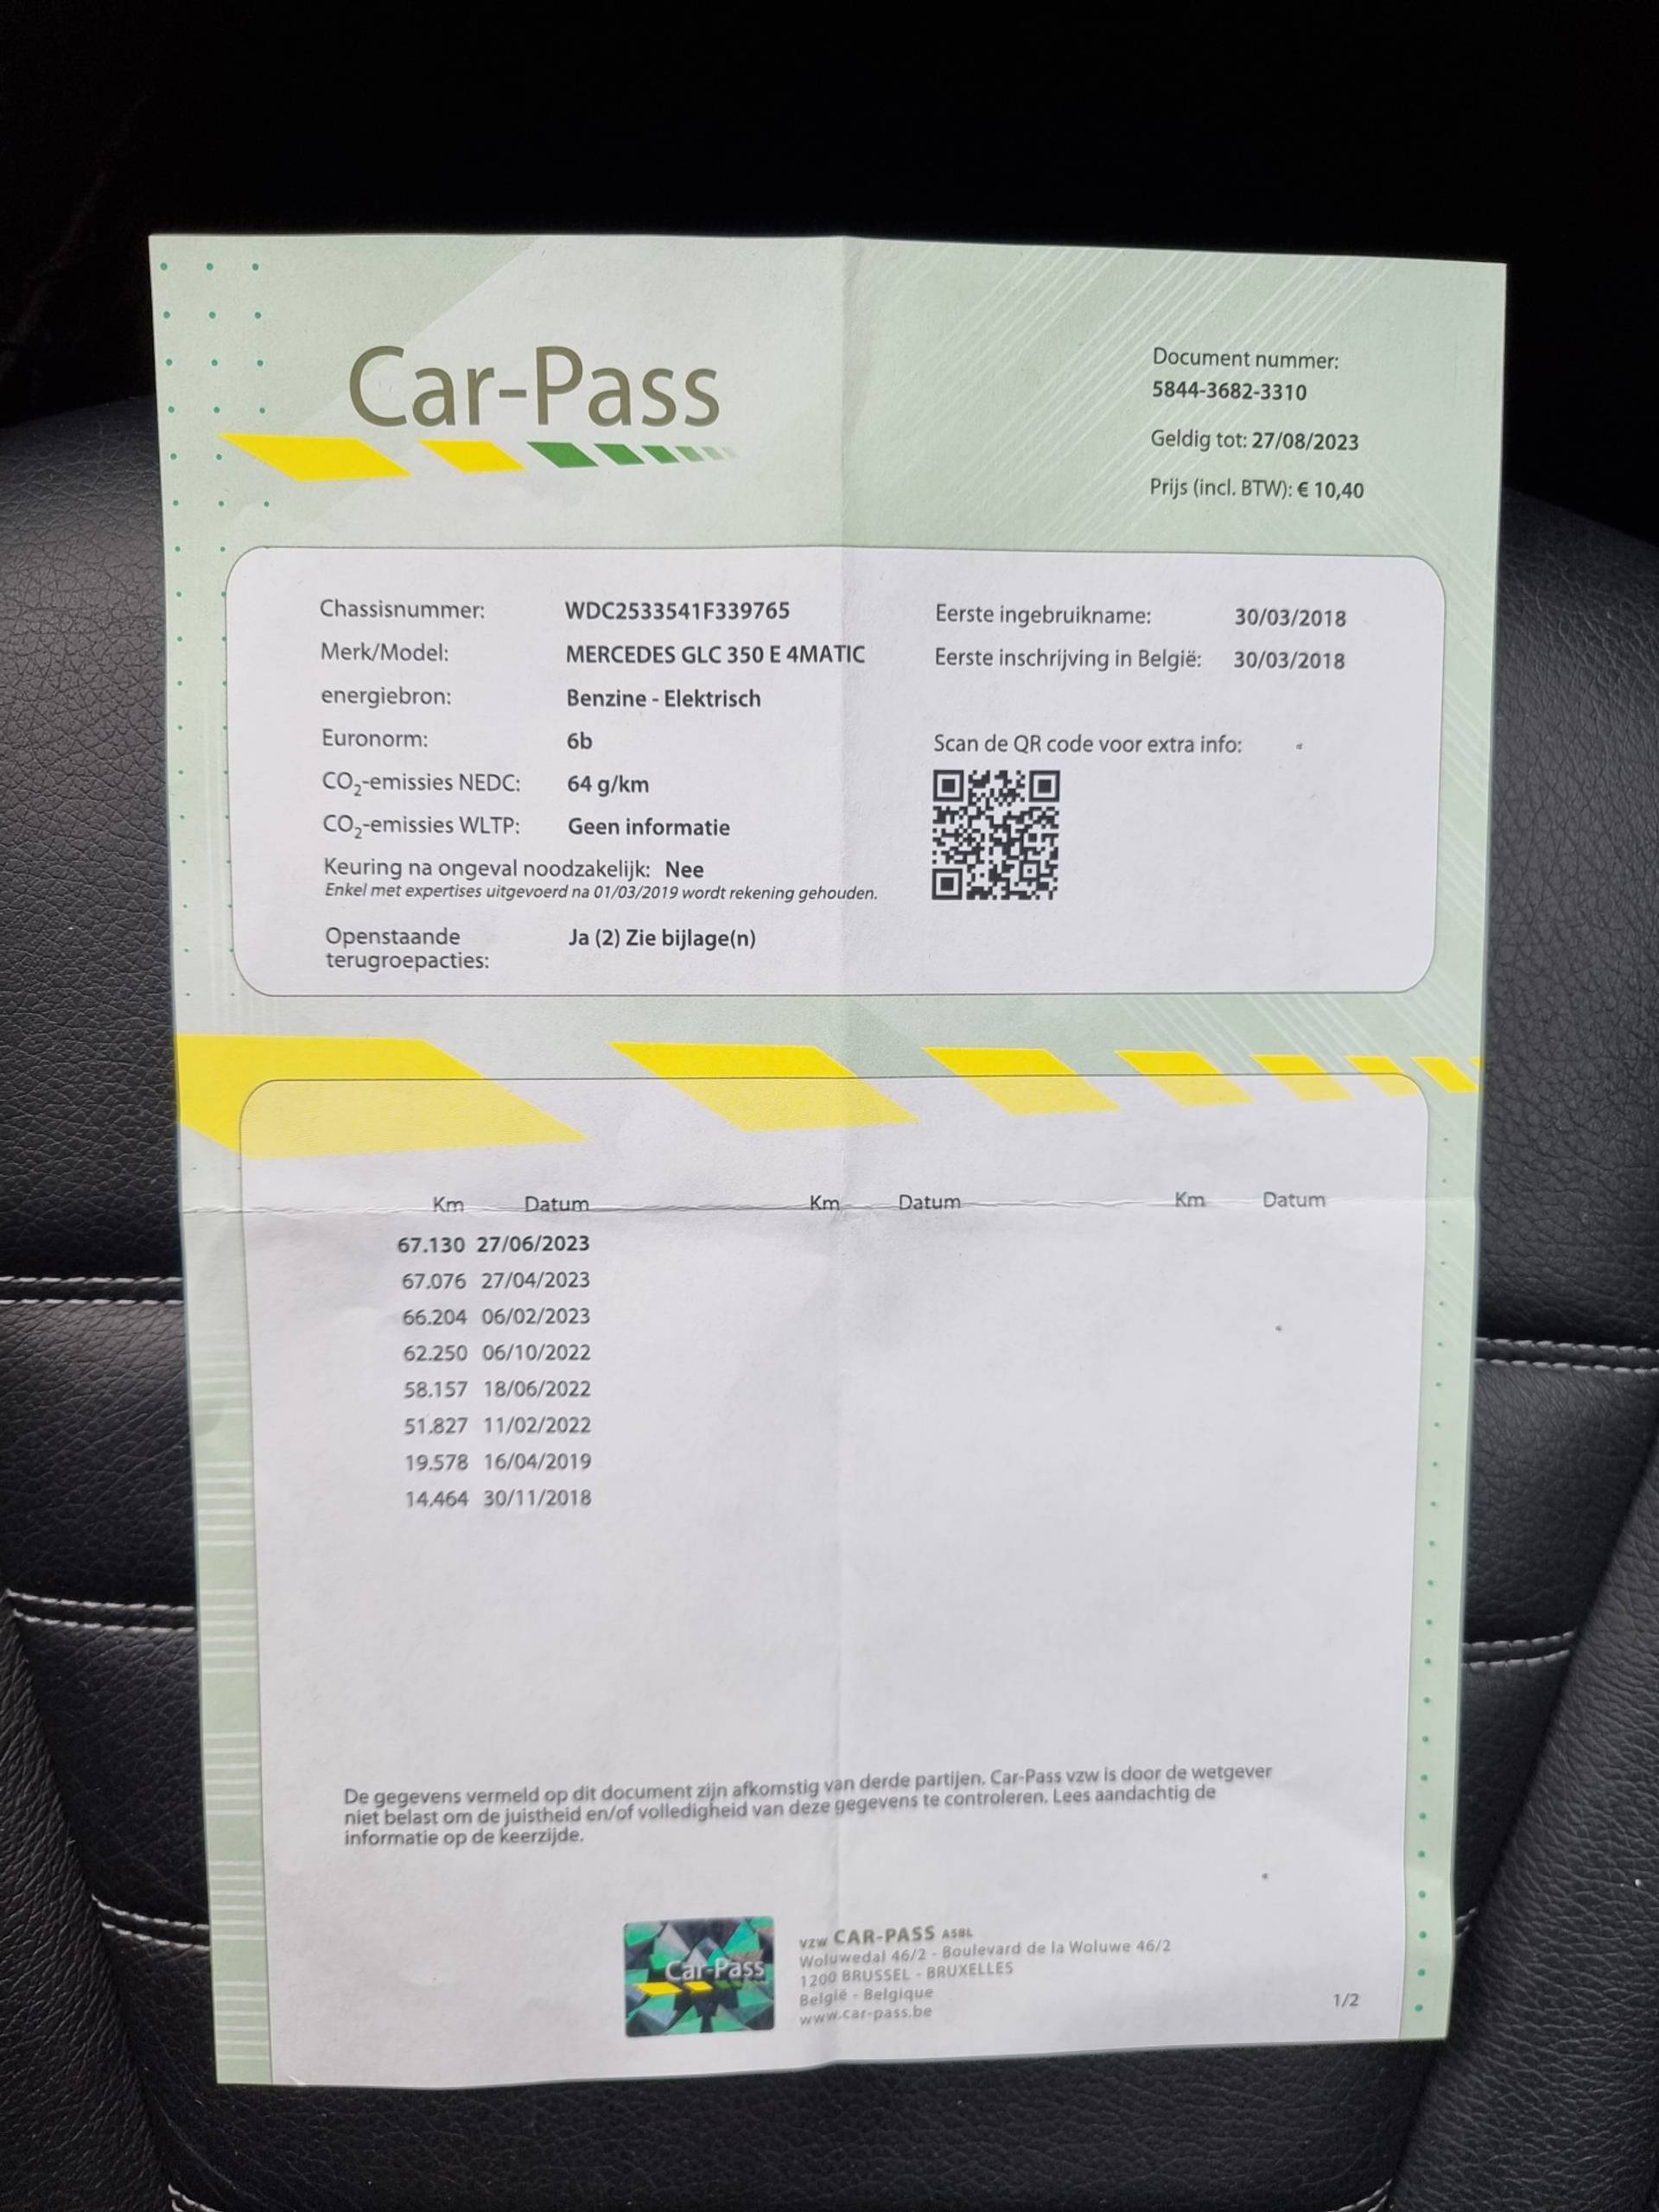 Car-Pass
Document nummer:
5844-3682-3310
Geldig tot: 27/08/2023
Prijs (incl. BTW): € 10,40
Chassisnummer: WDC2533541F339765
Merk/Model: MERCEDES GLC 350 E 4MATIC
energiebron: Benzine - Elektrisch
Euronorm: 6b
CO₂-emissies NEDC: 64 g/km
CO₂-emissies WLTP: Geen informatie
Keuring na ongeval noodzakelijk: Nee
Enkel met expertises uitgevoerd na 01/03/2019 wordt rekening gehouden.
Openstaande Ja (2) Zie bijlage(n)
terugroepacties:
Eerste ingebruikname: 30/03/2018
Eerste inschrijving in België: 30/03/2018
Scan de QR code voor extra info:
Km Datum Km Datum Km Datum
67.130 27/06/2023
67.076 27/04/2023
66.204 06/02/2023
62.250 06/10/2022
58.157 18/06/2022
51.827 11/02/2022
19.578 16/04/2019
14.464 30/11/2018
De gegevens vermeld op dit document zijn afkomstig van derde partijen. Car-Pass vzw is door de wetgever
niet belast om de juistheid en/of volledigheid van deze gegevens te controleren. Lees aandachtig de
informatie op de keerzijde.
Car-Pass
vzw CAR-PASS ASBL
Woluwedal 46/2 - Boulevard de la Woluwe 46/2
1200 BRUSSEL - BRUXELLES
België - Belgique
www.car-pass.be
1/2